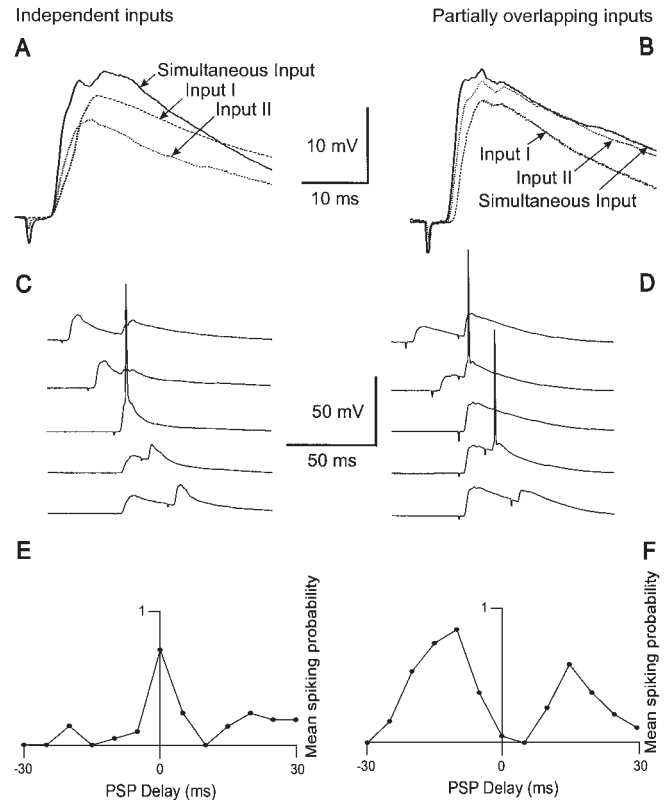 Independent inputs
Partially overlapping inputs
A
B
Simultaneous Input
Input I
Input II
10 mV
10 ms
Input I
Input II
Simultaneous Input
C
D
50 mV
50 ms
E
F
1
Mean spiking probability
-30
0
30
PSP Delay (ms)
1
Mean spiking probability
-30
0
30
PSP Delay (ms)